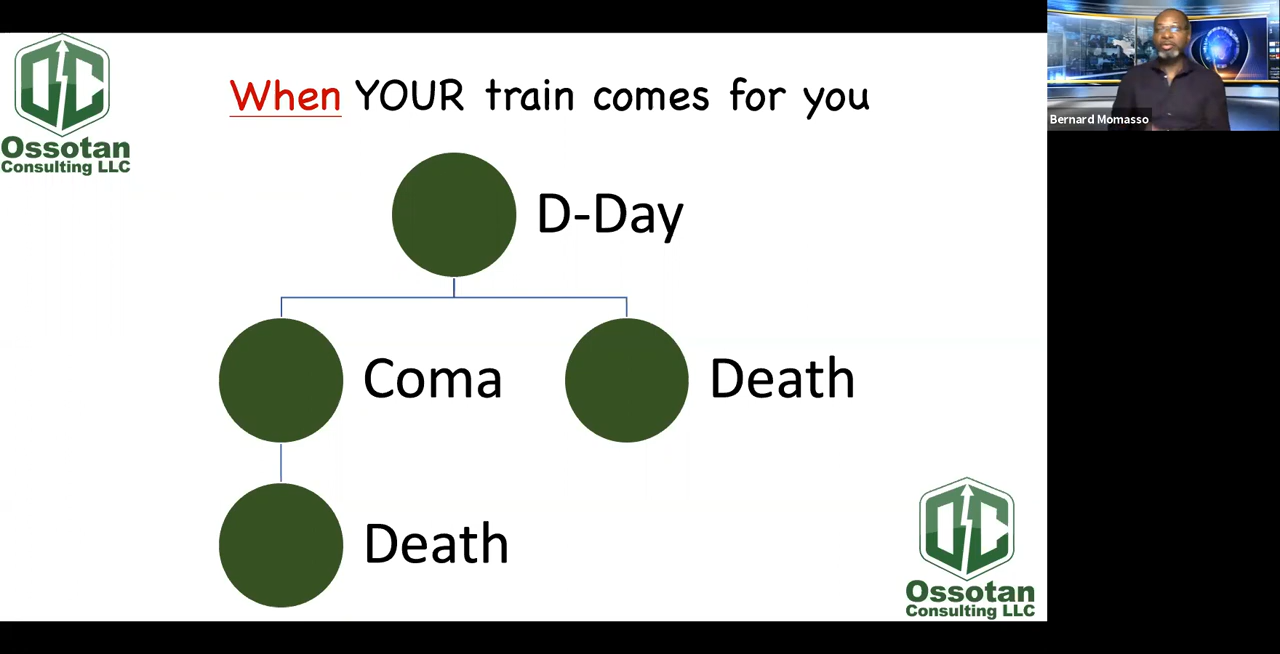 Ossotan
Consulting LLC
When YOUR train comes for you
Bernard Momasso
D-Day
Coma
Death
Death
Ossotan
Consulting LLC